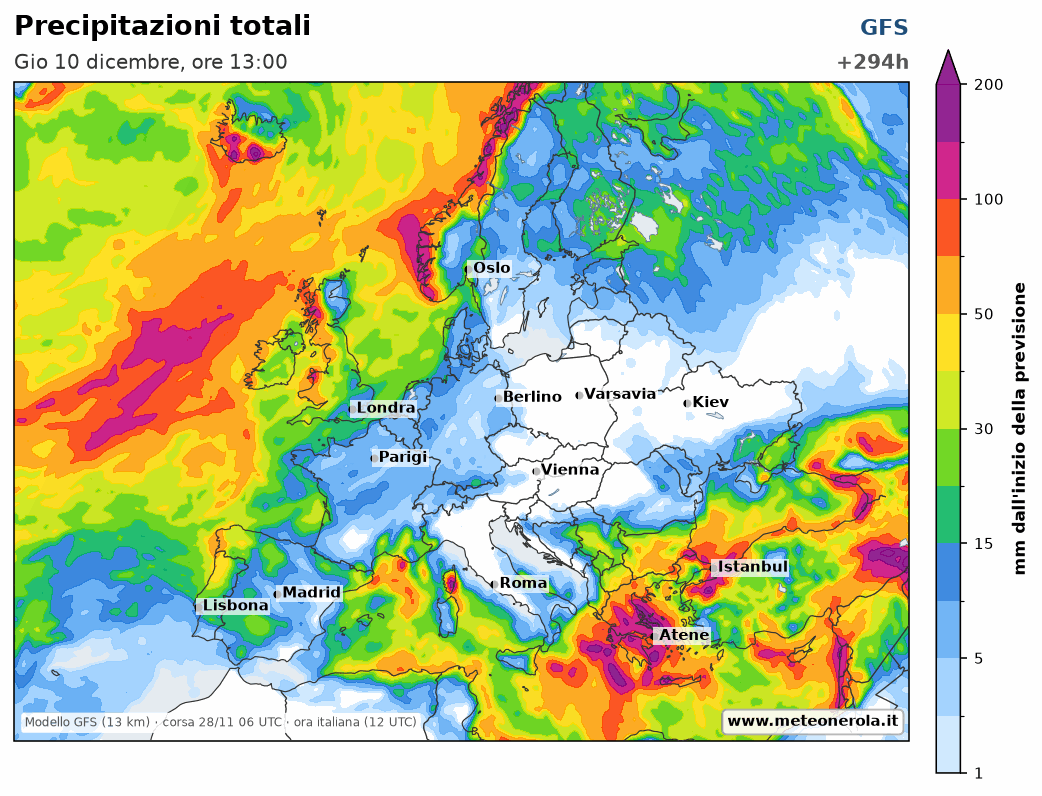 Precipitazioni totali
GFS
Gio 10 dicembre, ore 13:00
+294h
200
100
50
30
15
5
1
mm dall'inizio della previsione
Oslo
Berlino
Varsavia
Kiev
Londra
Parigi
Vienna
Istanbul
Roma
Madrid
Lisbona
Atene
Modello GFS (13 km) · corsa 28/11 06 UTC · ora italiana (12 UTC)
www.meteonerola.it